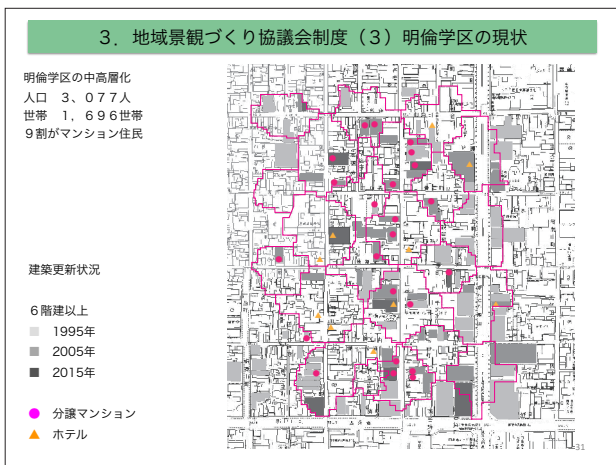 ３．地域景観づくり協議会制度（３）明倫学区の現状
明倫学区の中高層化
人口　３、０７７人
世帯　１，６９６世帯
９割がマンション住民
建築更新状況
６階建以上
1995年
2005年
2015年
分譲マンション
ホテル
31